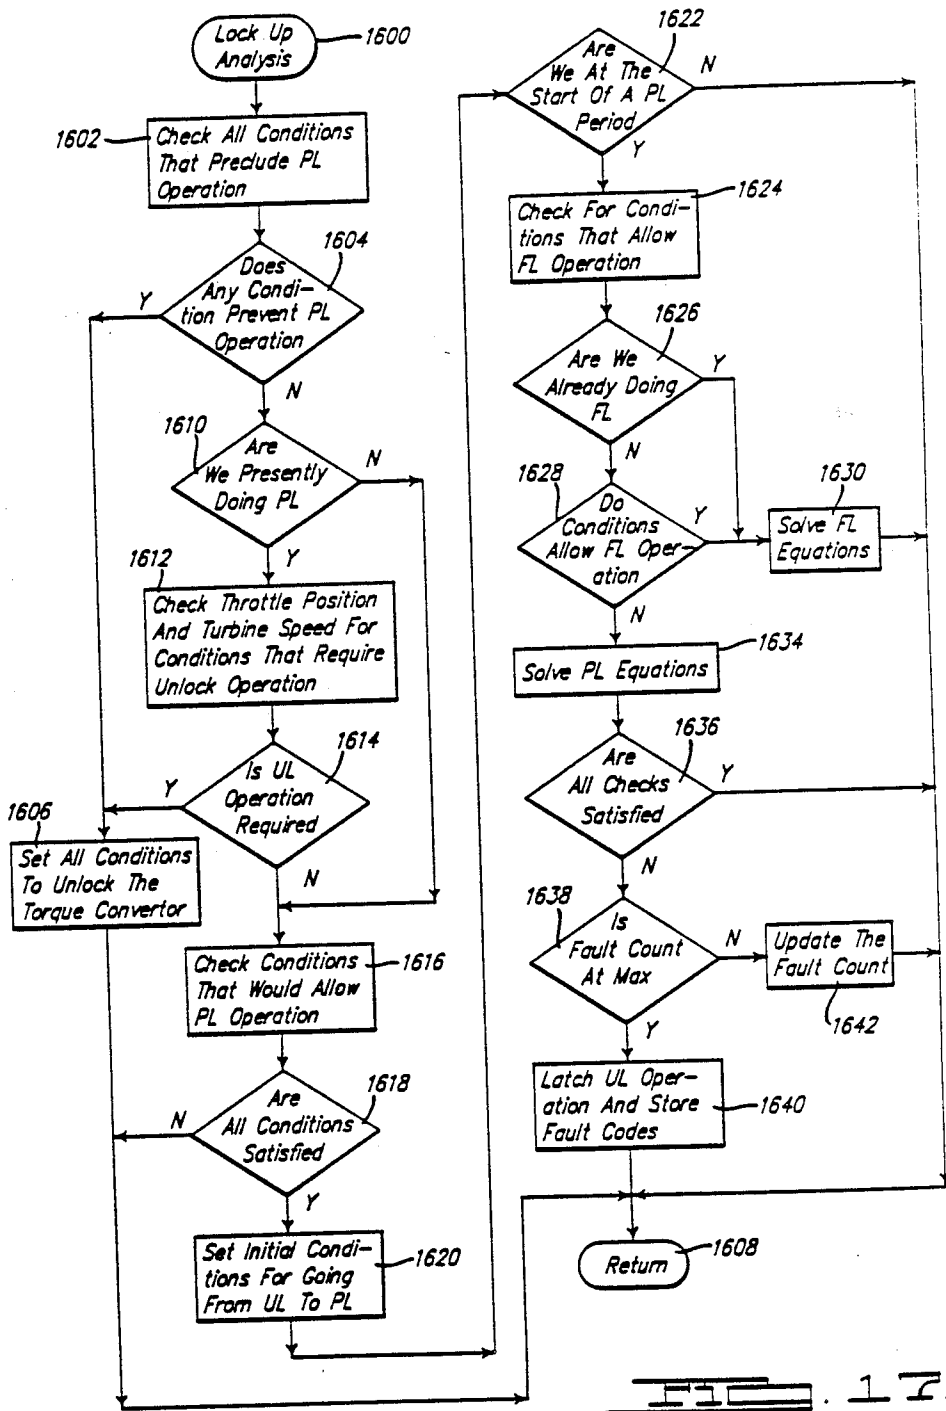 Lock Up
Analysis
1600
1602
Check All Conditions
That Preclude PL
Operation
1604
Does
Any Condi-
tion Prevent PL
Operation
Y
N
1610
Are
We Presently
Doing PL
N
Y
1612
Check Throttle Position
And Turbine Speed For
Conditions That Require
Unlock Operation
1614
Is UL
Operation
Required
Y
N
1606
Set All Conditions
To Unlock The
Torque Convertor
Check Conditions
That Would Allow
PL Operation
1616
1618
Are
All Conditions
Satisfied
N
Y
Set Initial Condi-
tions For Going
From UL To PL
1620
1622
Are
We At The
Start Of A PL
Period
N
Y
1624
Check For Condi-
tions That Allow
FL Operation
1626
Are We
Already Doing
FL
Y
N
1628
Do
Conditions
Allow FL Oper-
ation
Y
N
1630
Solve FL
Equations
Solve PL Equations
1634
1636
Are
All Checks
Satisfied
Y
N
1638
Is
Fault Count
At Max
N
Y
Update The
Fault Count
1642
Latch UL Oper-
ation And Store
Fault Codes
1640
Return
1608